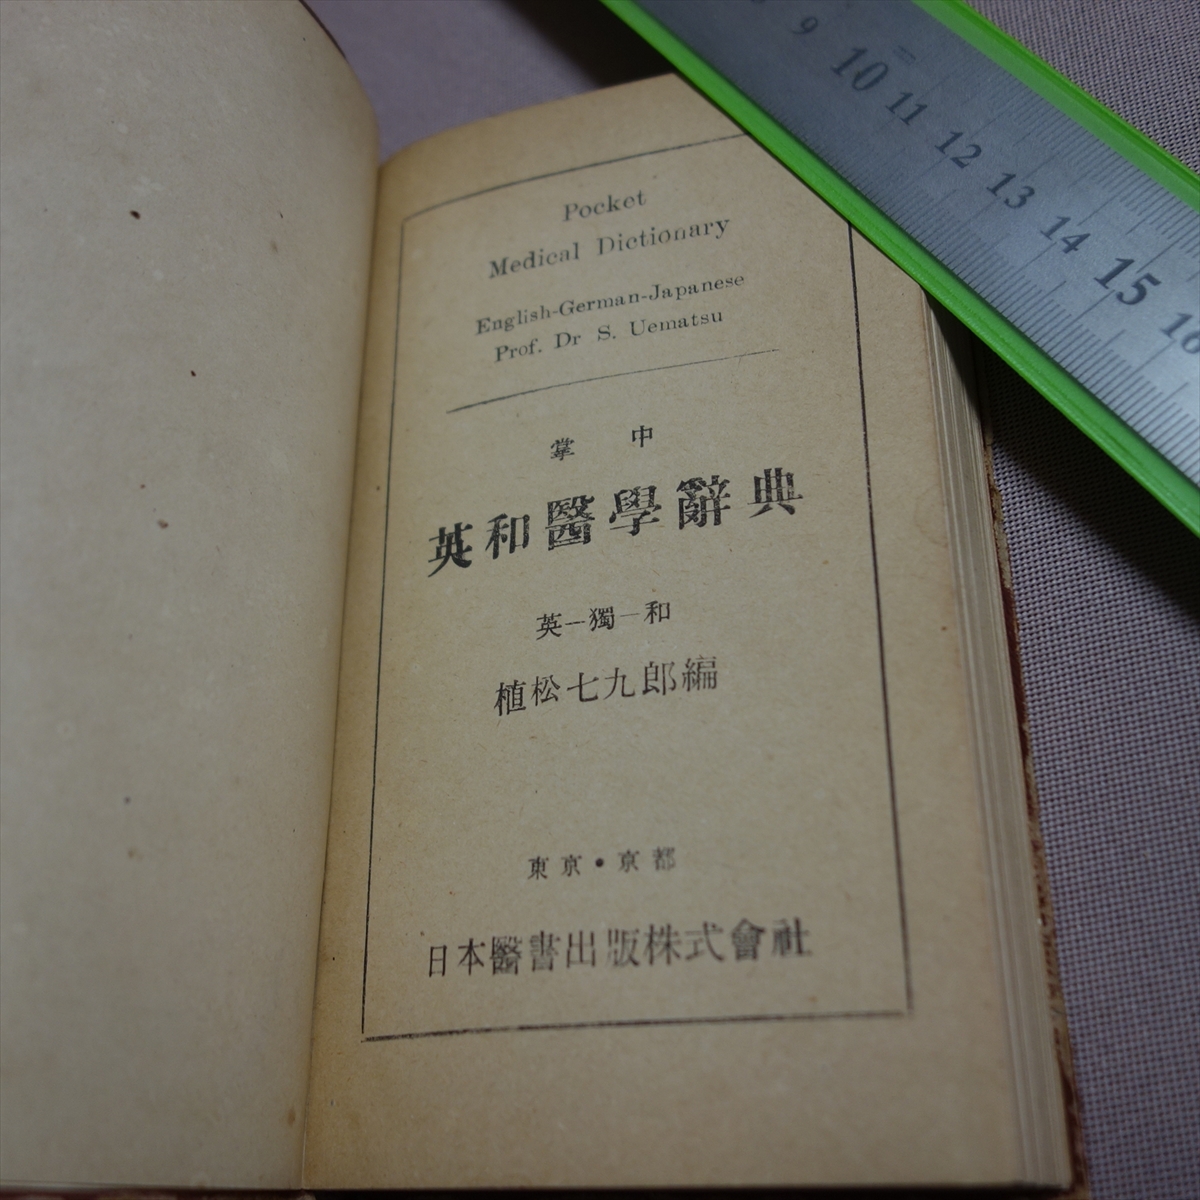 Pocket
Medical Dictionary
English-German-Japanese
Prof. Dr S. Uematsu
掌中
英和醫學辭典
英—獨—和
植松七九郎編
東京・京都
日本醫書出版株式會社
9 10 11 12 13 14 15 16